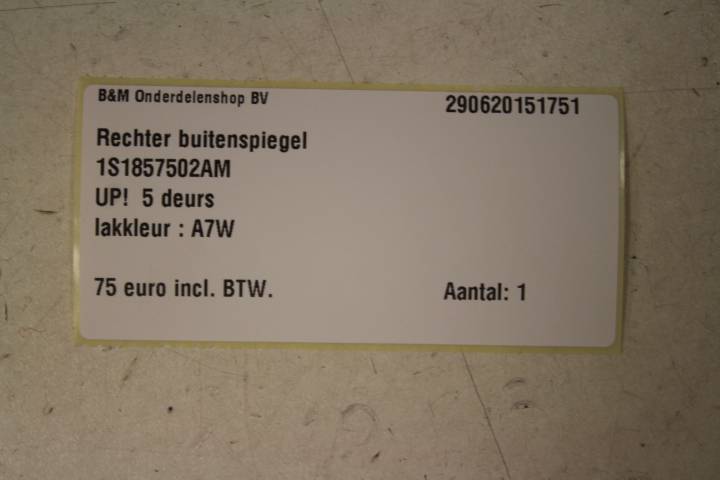 B&M Onderdelenshop BV 290620151751
Rechter buitenspiegel
1S1857502AM
UP! 5 deurs
lakkleur : A7W
75 euro incl. BTW. Aantal: 1